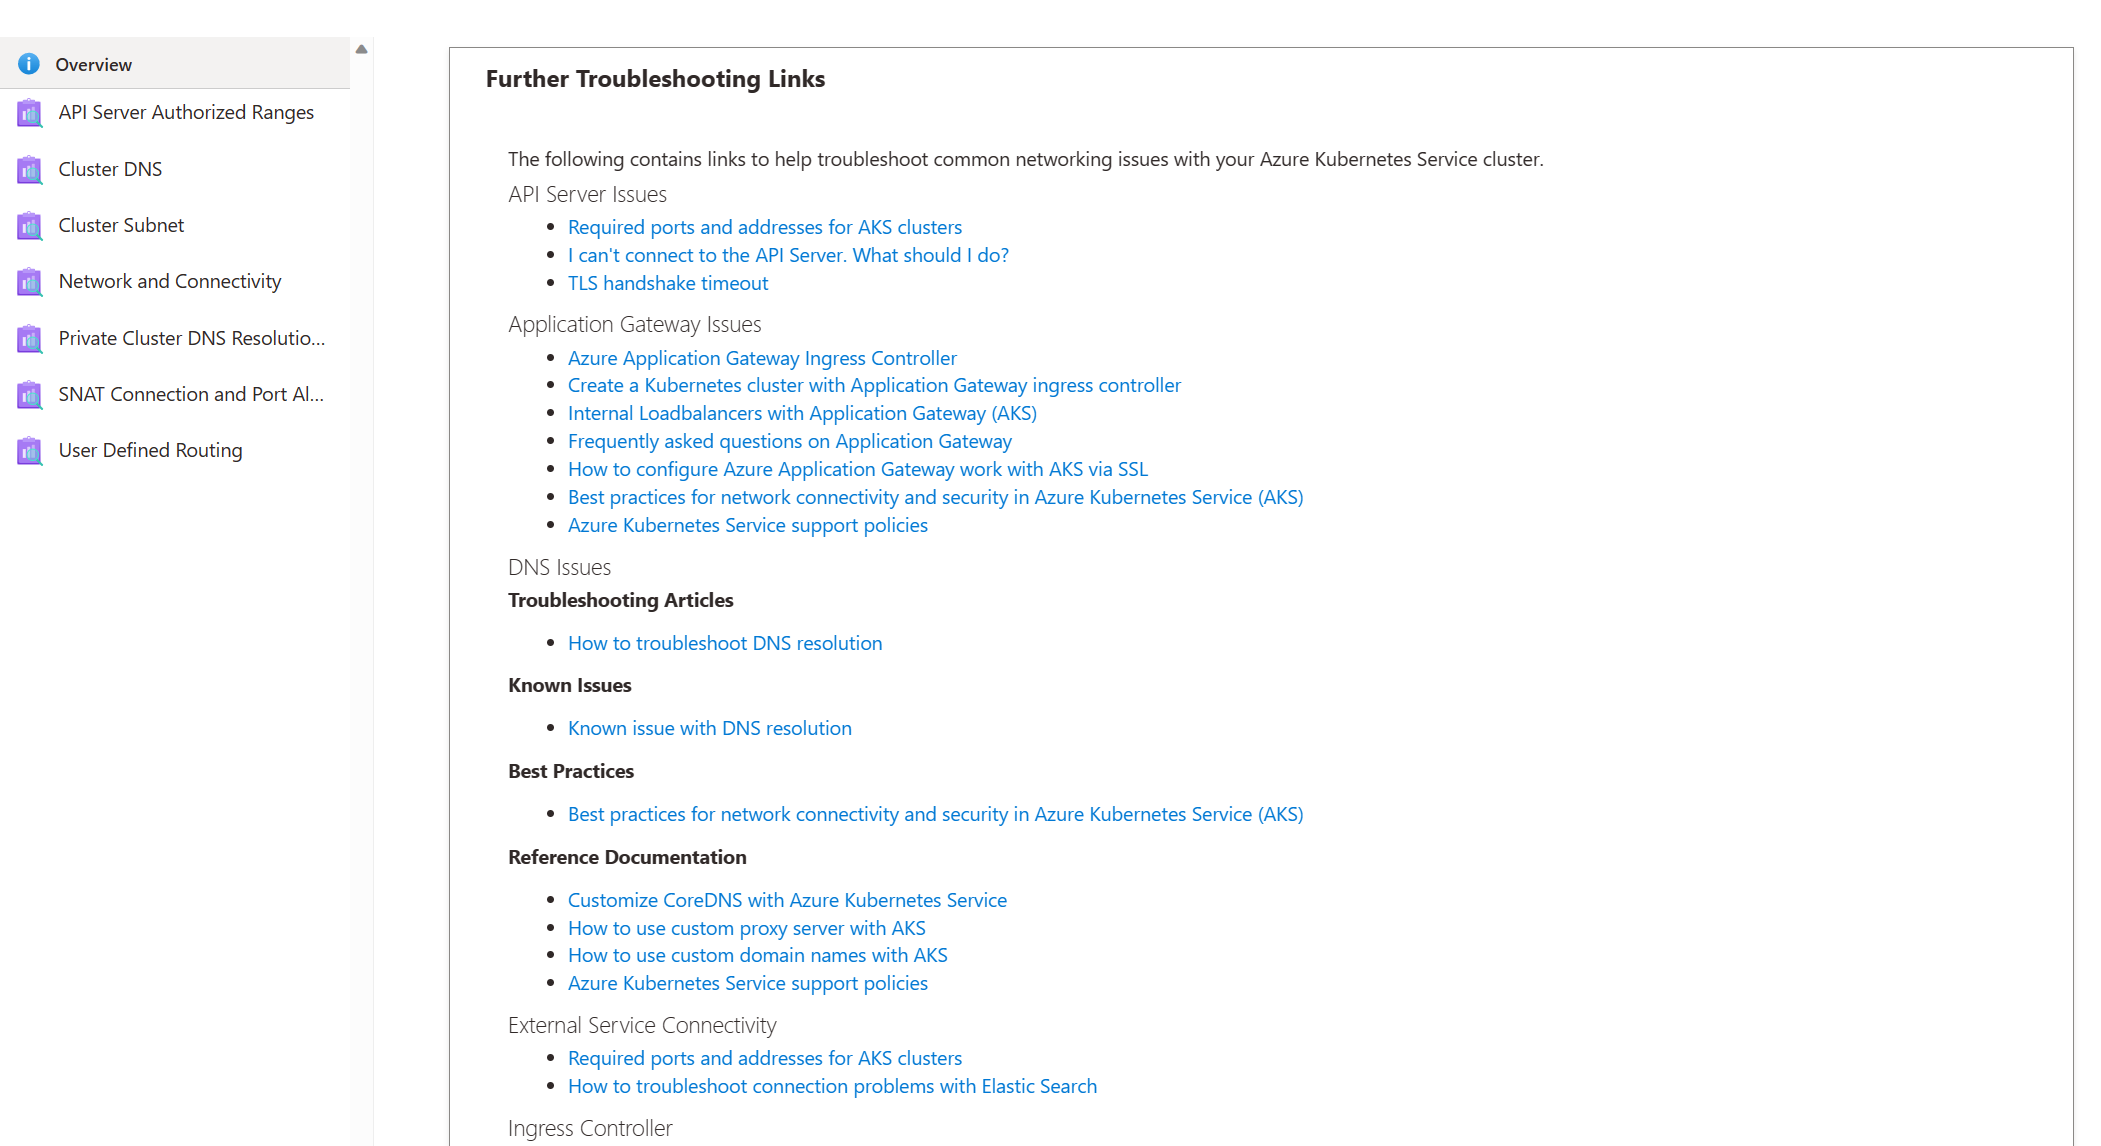 Overview
API Server Authorized Ranges
Cluster DNS
Cluster Subnet
Network and Connectivity
Private Cluster DNS Resolutio...
SNAT Connection and Port Al...
User Defined Routing
Further Troubleshooting Links
The following contains links to help troubleshoot common networking issues with your Azure Kubernetes Service cluster.
API Server Issues
Required ports and addresses for AKS clusters
I can't connect to the API Server. What should I do?
TLS handshake timeout
Application Gateway Issues
Azure Application Gateway Ingress Controller
Create a Kubernetes cluster with Application Gateway ingress controller
Internal Loadbalancers with Application Gateway (AKS)
Frequently asked questions on Application Gateway
How to configure Azure Application Gateway work with AKS via SSL
Best practices for network connectivity and security in Azure Kubernetes Service (AKS)
Azure Kubernetes Service support policies
DNS Issues
Troubleshooting Articles
How to troubleshoot DNS resolution
Known Issues
Known issue with DNS resolution
Best Practices
Best practices for network connectivity and security in Azure Kubernetes Service (AKS)
Reference Documentation
Customize CoreDNS with Azure Kubernetes Service
How to use custom proxy server with AKS
How to use custom domain names with AKS
Azure Kubernetes Service support policies
External Service Connectivity
Required ports and addresses for AKS clusters
How to troubleshoot connection problems with Elastic Search
Ingress Controller